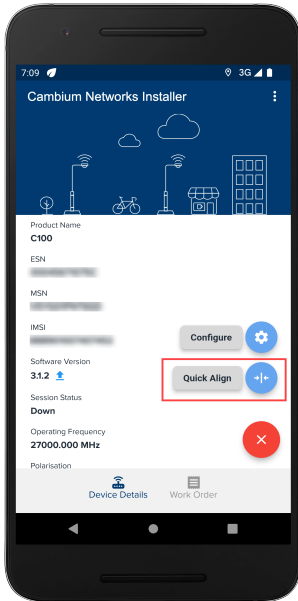 7:09
3G
Cambium Networks Installer
Product Name
C100
ESN
MSN
IMSI
Configure
Software Version
3.1.2
Quick Align
Session Status
Down
Operating Frequency
27000.000 MHz
Polarisation
Device Details
Work Order